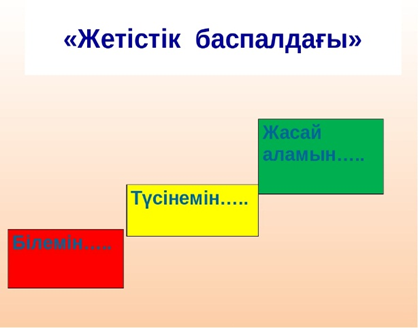 «Жетістік баспалдағы»
Жасай
аламын…..
Түсінемін…..
Білемін…..